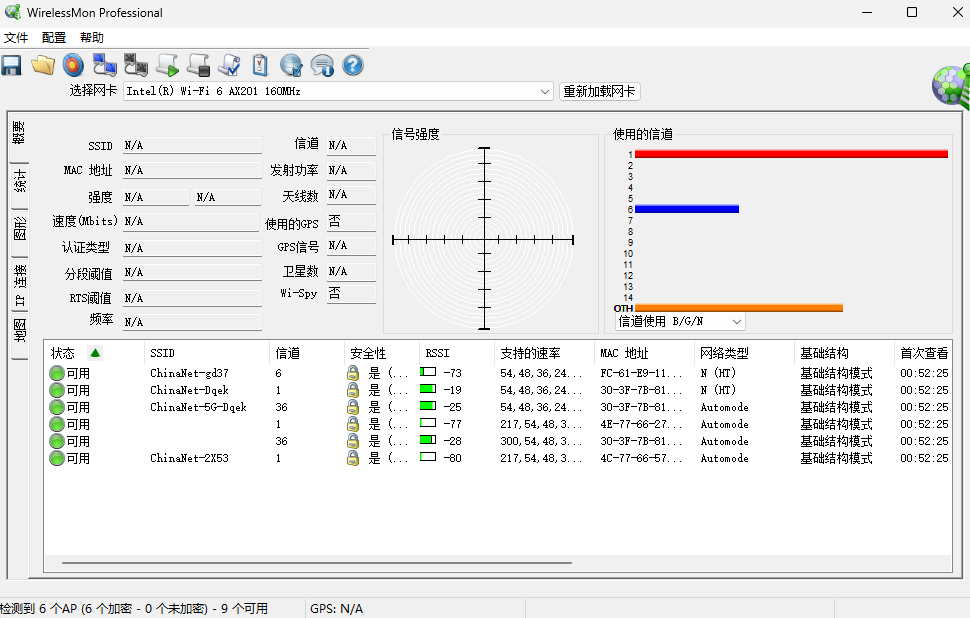 WirelessMon Professional
文件 配置 帮助
选择网卡 Intel(R) Wi-Fi 6 AX201 160MHz 重新加载网卡
概要
统计
图形
IP 连接
地图
SSID N/A
MAC 地址 N/A
强度 N/A N/A
速度(Mbits) N/A
认证类型 N/A
分段阈值 N/A
RTS阈值 N/A
频率 N/A
信道 N/A
发射功率 N/A
天线数 N/A
使用的GPS 否
GPS信号 N/A
卫星数 N/A
Wi-Spy 否
信号强度
使用的信道
1
2
3
4
5
6
7
8
9
10
11
12
13
14
OTH
信道使用 B/G/N
状态 SSID 信道 安全性 RSSI 支持的速率 MAC 地址 网络类型 基础结构 首次查看
可用 ChinaNet-gd37 6 是 (... -73 54,48,36,24... FC-61-E9-11... N (HT) 基础结构模式 00:52:25
可用 ChinaNet-Dqek 1 是 (... -19 54,48,36,24... 30-3F-7B-81... N (HT) 基础结构模式 00:52:25
可用 ChinaNet-5G-Dqek 36 是 (... -25 54,48,36,24... 30-3F-7B-81... Automode 基础结构模式 00:52:25
可用 1 是 (... -77 217,54,48,3... 4E-77-66-27... Automode 基础结构模式 00:52:25
可用 36 是 (... -28 300,54,48,3... 30-3F-7B-81... Automode 基础结构模式 00:52:25
可用 ChinaNet-2X53 1 是 (... -80 217,54,48,3... 4C-77-66-57... Automode 基础结构模式 00:52:25
检测到 6 个AP (6 个加密 - 0 个未加密) - 9 个可用 GPS: N/A